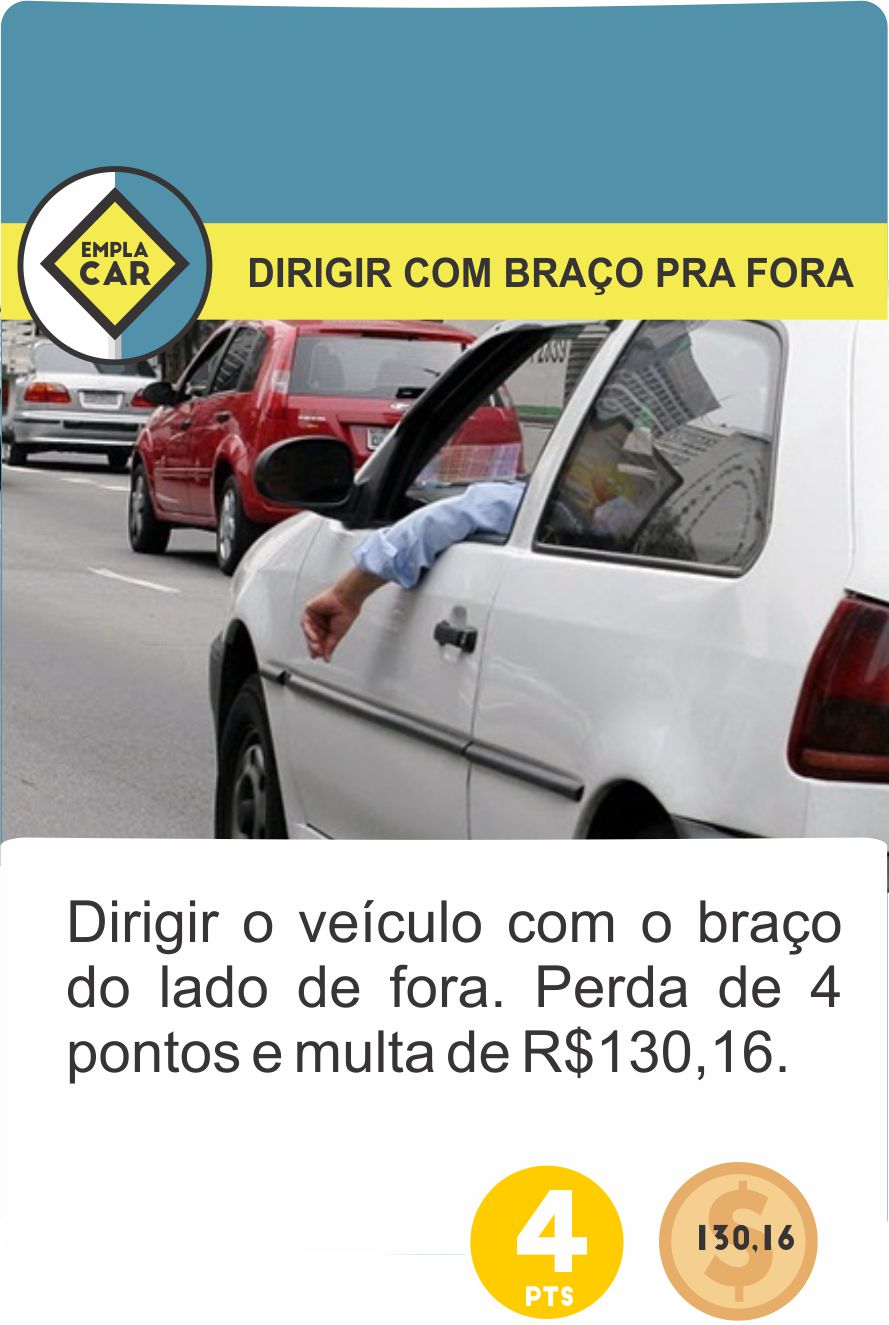 EMPLA
CAR
DIRIGIR COM BRAÇO PRA FORA
Dirigir o veículo com o braço
do lado de fora. Perda de 4
pontos e multa de R$130,16.
4
PTS
$
130,16